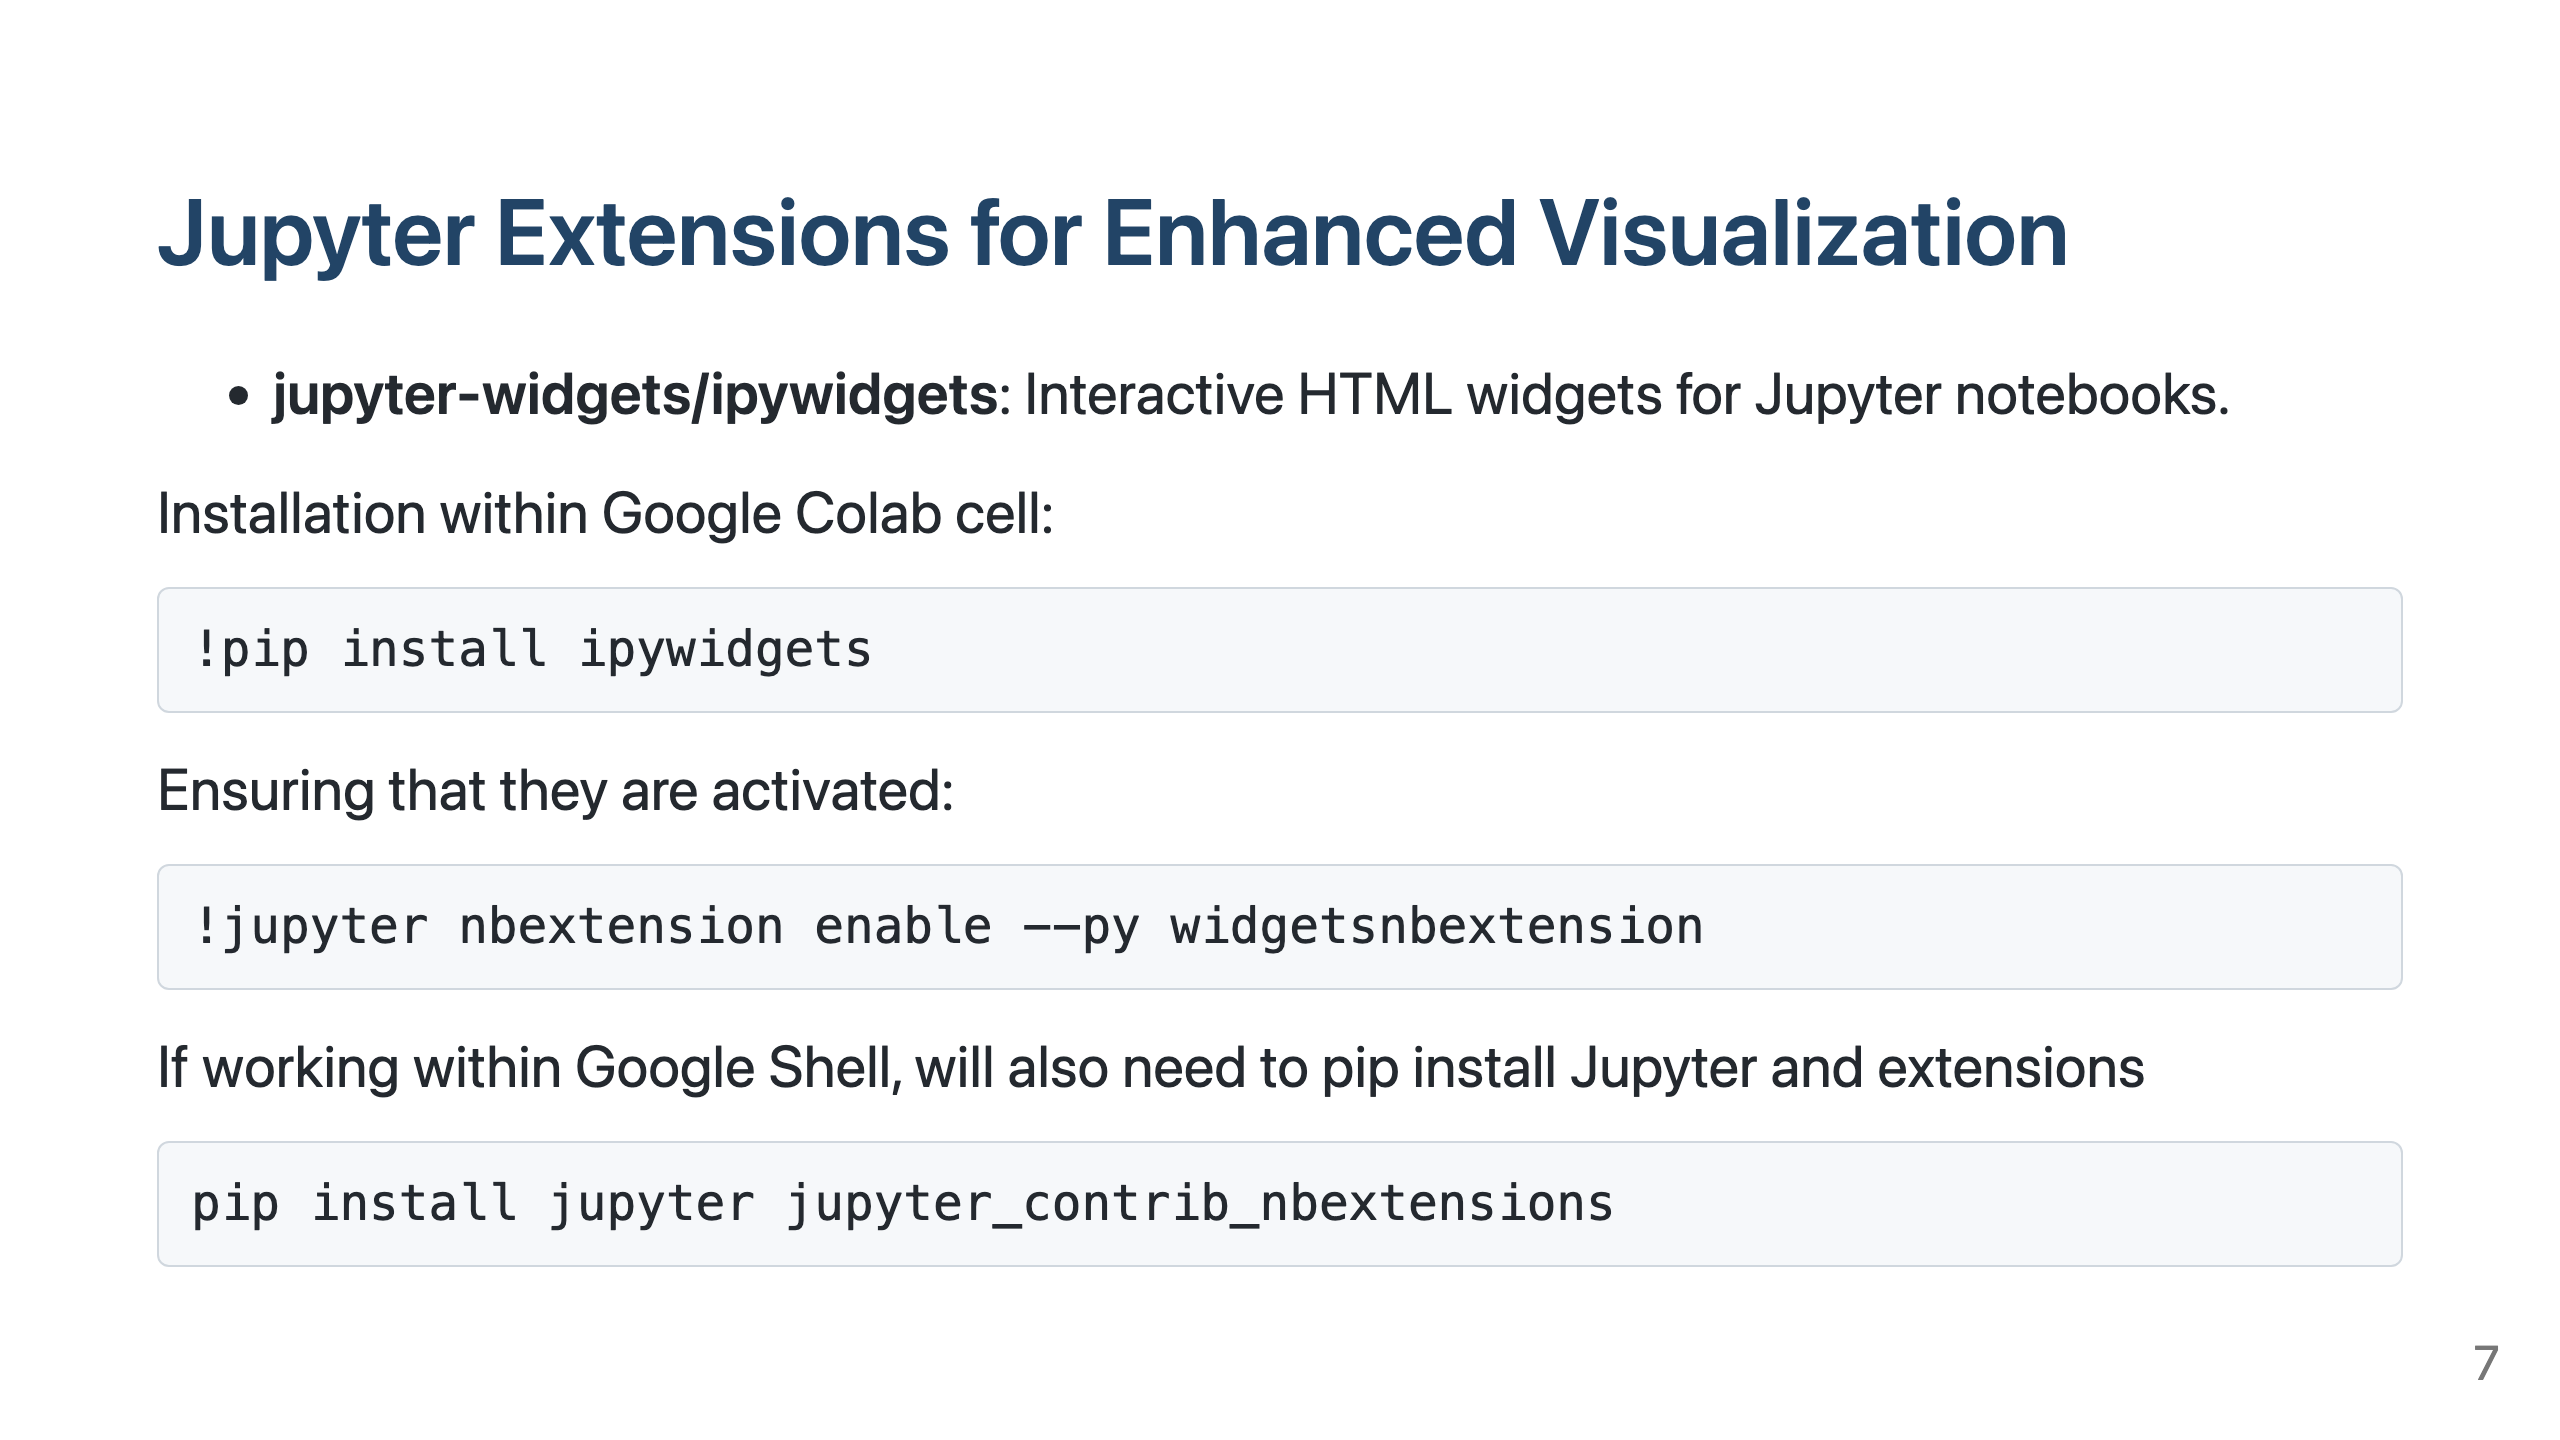 Jupyter Extensions for Enhanced Visualization
• jupyter-widgets/ipywidgets: Interactive HTML widgets for Jupyter notebooks.
Installation within Google Colab cell:
!pip install ipywidgets
Ensuring that they are activated:
!jupyter nbextension enable --py widgetsnbextension
If working within Google Shell, will also need to pip install Jupyter and extensions
pip install jupyter jupyter_contrib_nbextensions
7